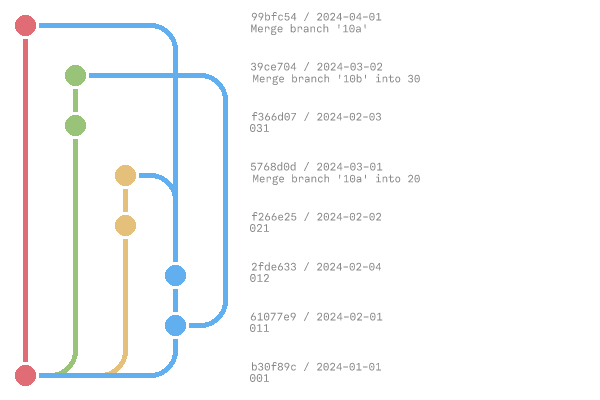 99bfc54 / 2024-04-01
Merge branch '10a'
39ce704 / 2024-03-02
Merge branch '10b' into 30
f366d07 / 2024-02-03
031
5768d0d / 2024-03-01
Merge branch '10a' into 20
f266e25 / 2024-02-02
021
2fde633 / 2024-02-04
012
61077e9 / 2024-02-01
011
b30f89c / 2024-01-01
001